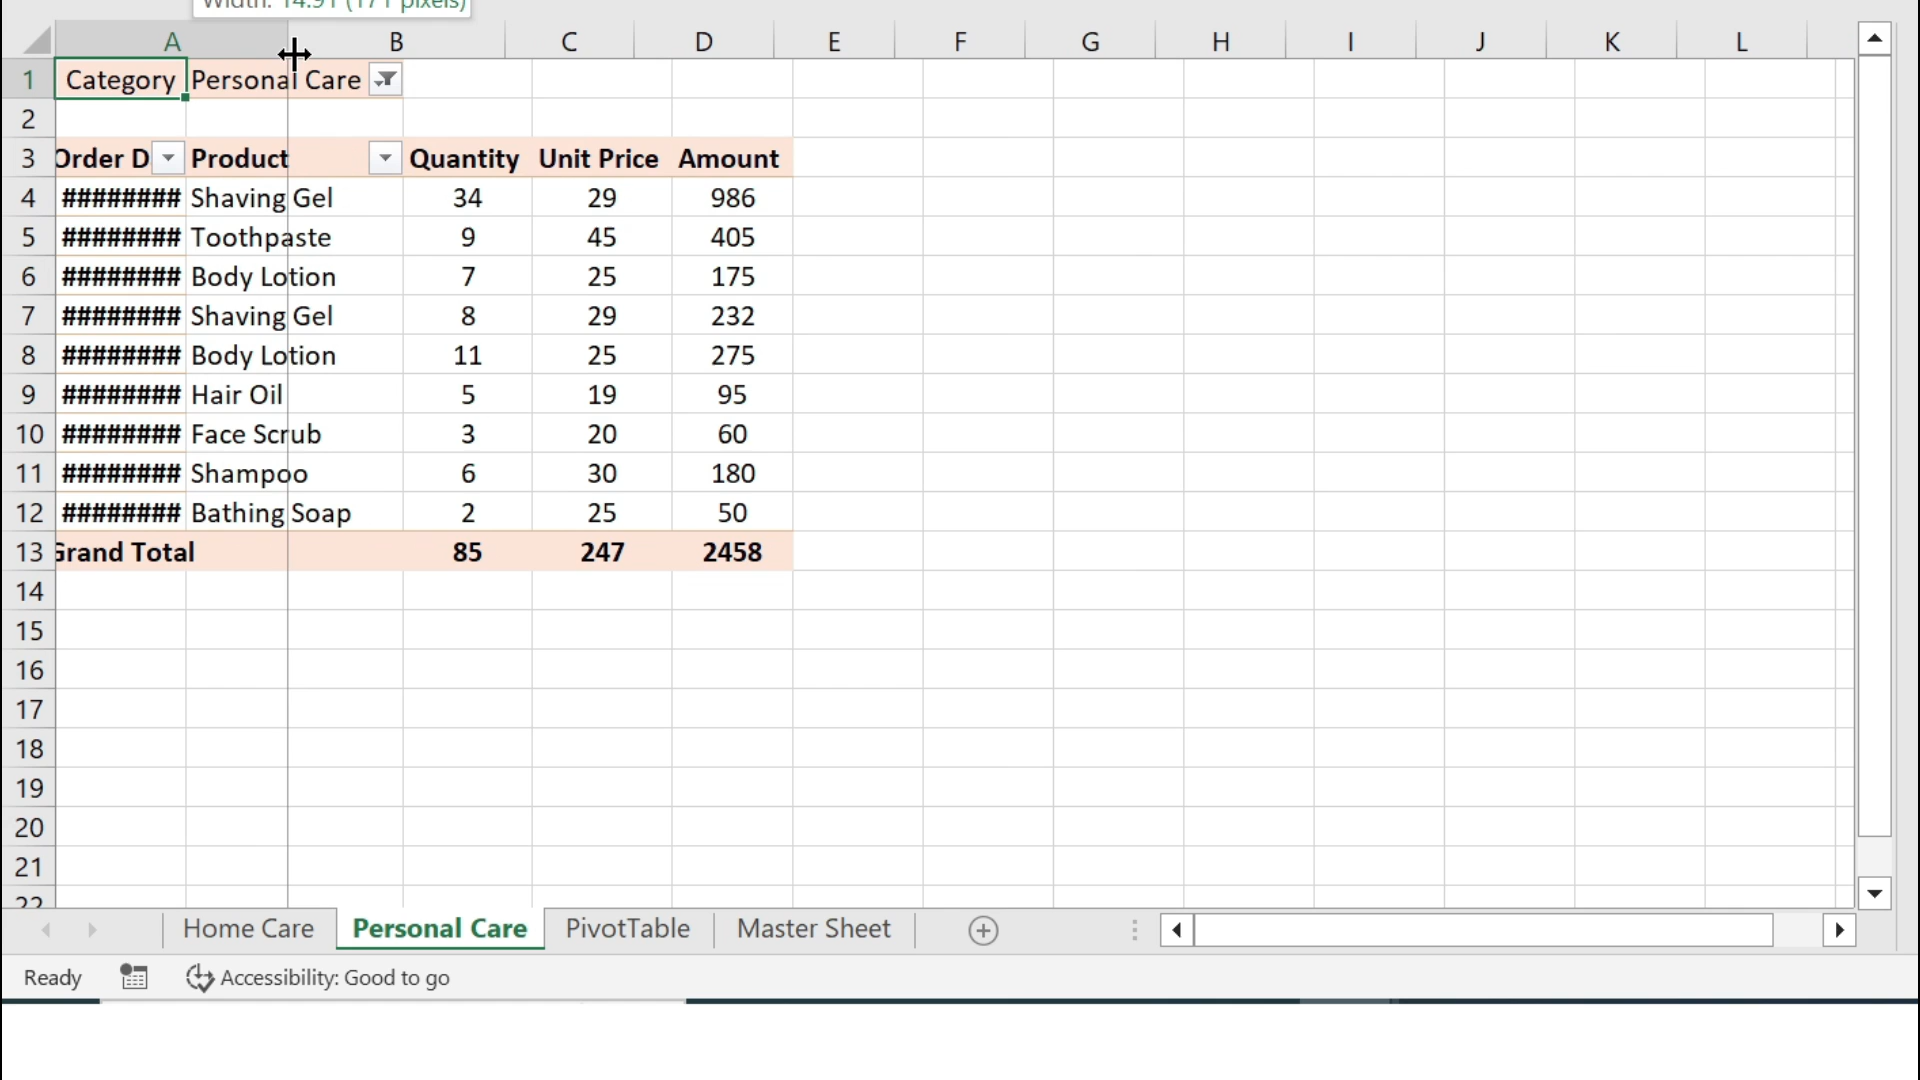 Width: 14.91 (171 pixels)
A B C D E F G H I J K L
1 Category Personal Care
2
3 Order D Product Quantity Unit Price Amount
4 ######## Shaving Gel 34 29 986
5 ######## Toothpaste 9 45 405
6 ######## Body Lotion 7 25 175
7 ######## Shaving Gel 8 29 232
8 ######## Body Lotion 11 25 275
9 ######## Hair Oil 5 19 95
10 ######## Face Scrub 3 20 60
11 ######## Shampoo 6 30 180
12 ######## Bathing Soap 2 25 50
13 Grand Total 85 247 2458
14
15
16
17
18
19
20
21
22
Home Care Personal Care PivotTable Master Sheet
Ready Accessibility: Good to go